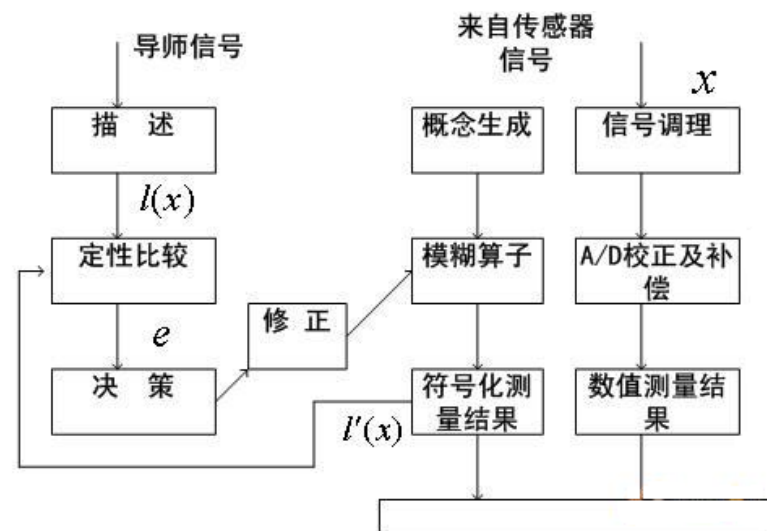 导师信号
来自传感器
信号
x
描 述
概念生成
信号调理
l(x)
定性比较
模糊算子
A/D校正及补
偿
e
修 正
决 策
符号化测
量结果
数值测量结
果
l′(x)